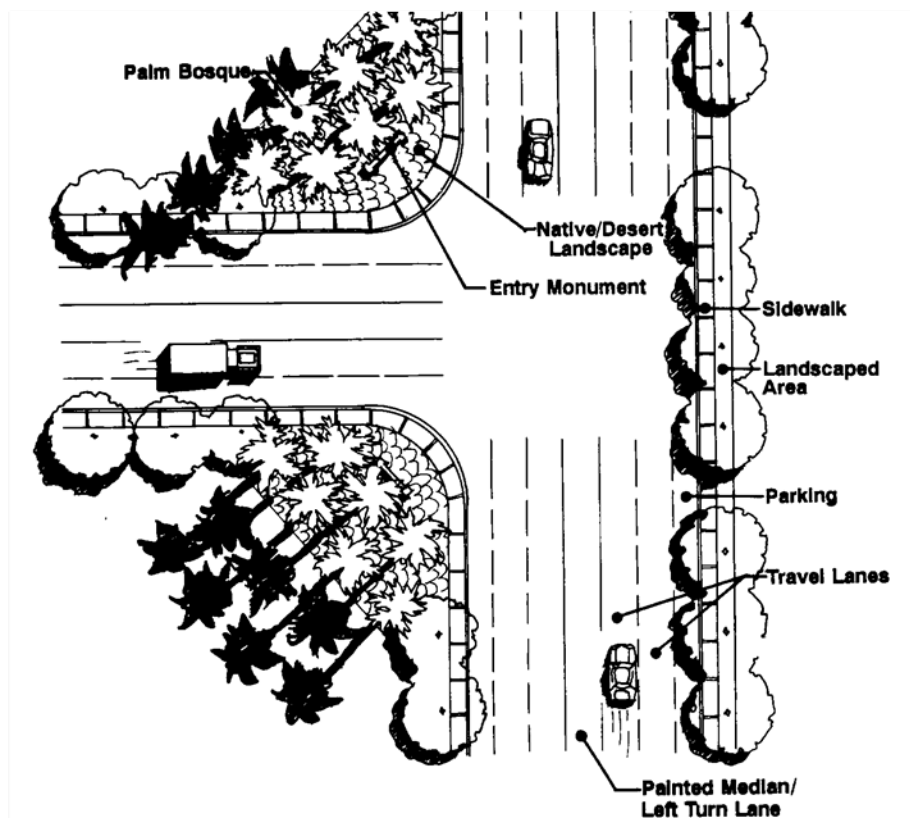 Palm Bosque
Native/Desert
Landscape
Entry Monument
Sidewalk
Landscaped
Area
Parking
Travel Lanes
Painted Median/
Left Turn Lane